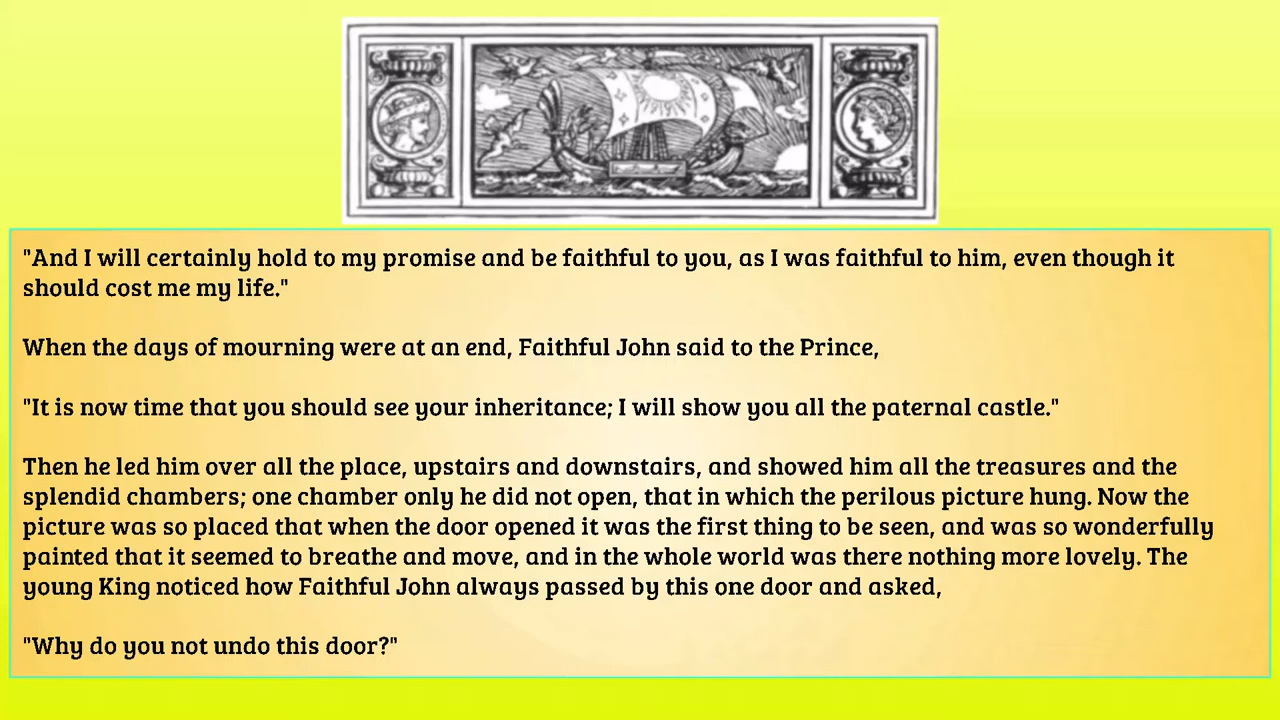 "And I will certainly hold to my promise and be faithful to you, as I was faithful to him, even though it
should cost me my life."
When the days of mourning were at an end, Faithful John said to the Prince,
"It is now time that you should see your inheritance; I will show you all the paternal castle."
Then he led him over all the place, upstairs and downstairs, and showed him all the treasures and the
splendid chambers; one chamber only he did not open, that in which the perilous picture hung. Now the
picture was so placed that when the door opened it was the first thing to be seen, and was so wonderfully
painted that it seemed to breathe and move, and in the whole world was there nothing more lovely. The
young King noticed how Faithful John always passed by this one door and asked,
"Why do you not undo this door?"